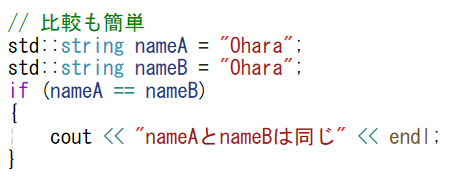 // 比較も簡単
std::string nameA = "Ohara";
std::string nameB = "Ohara";
if (nameA == nameB)
{
    cout << "nameAとnameBは同じ" << endl;
}